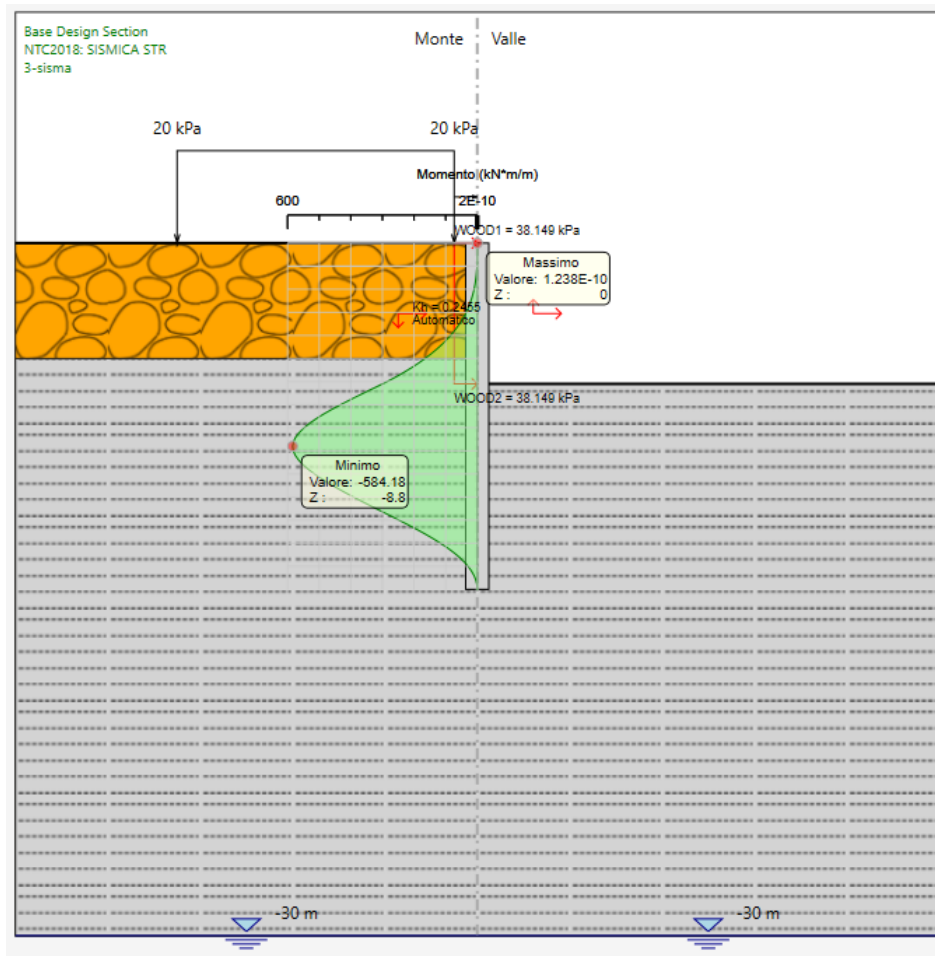 Base Design Section
NTC2018: SISMICA STR
3-sisma
Monte
Valle
20 kPa
20 kPa
Momento (kN*m/m)
600
2E-10
WOOD1 = 38.149 kPa
Massimo
Valore: 1.238E-10
Z : 0
Kh = 0.2455
Automatico
WOOD2 = 38.149 kPa
Minimo
Valore: -584.18
Z : -8.8
-30 m
-30 m